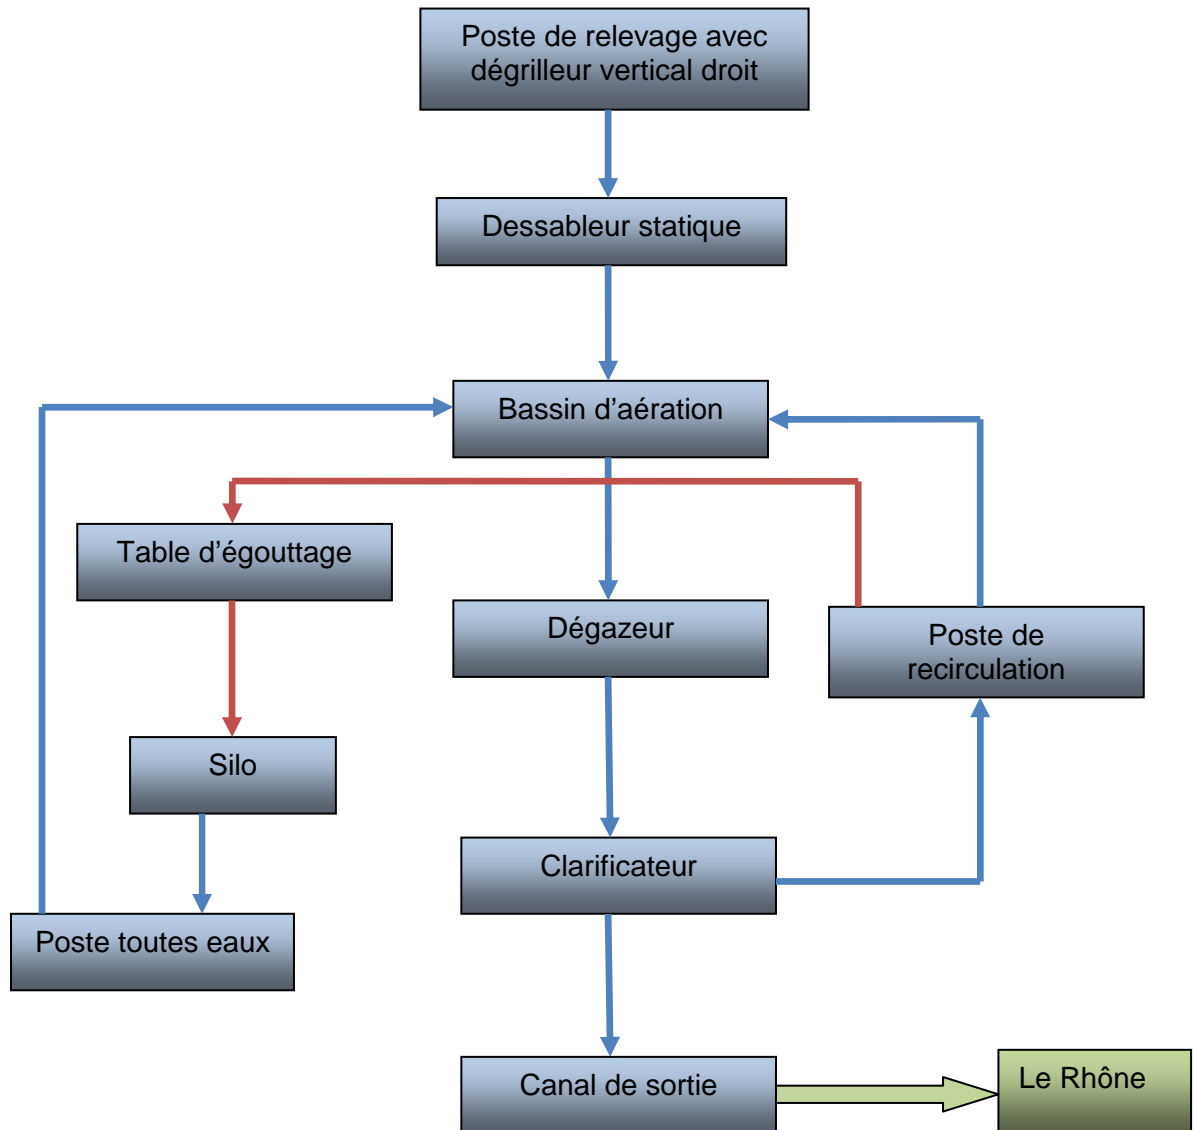 Poste de relevage avec
dégrilleur vertical droit
Dessableur statique
Bassin d'aération
Table d'égouttage
Dégazeur
Poste de
recirculation
Silo
Clarificateur
Poste toutes eaux
Canal de sortie
Le Rhône